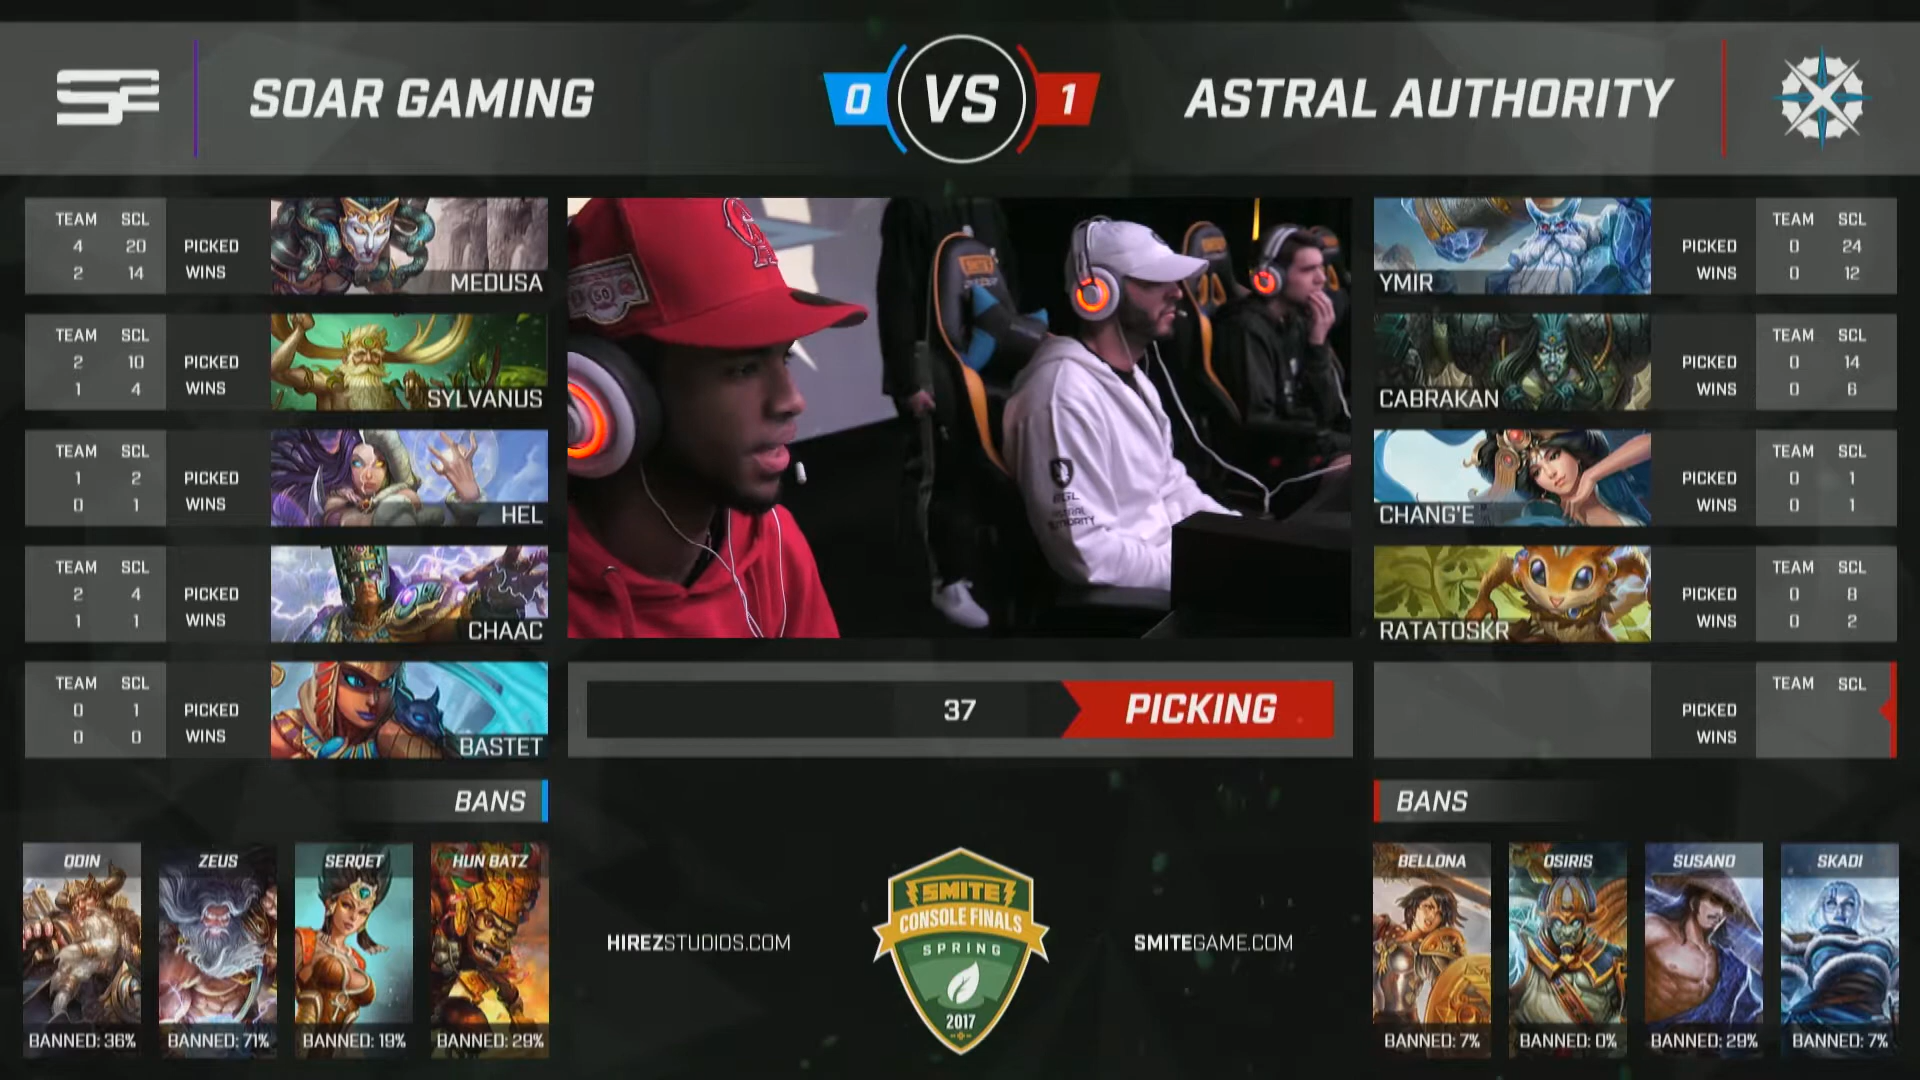 SOAR GAMING
0
VS
1
ASTRAL AUTHORITY
TEAM SCL
4 20 PICKED
2 14 WINS
MEDUSA
TEAM SCL
2 10 PICKED
1 4 WINS
SYLVANUS
TEAM SCL
1 2 PICKED
0 1 WINS
HEL
TEAM SCL
2 4 PICKED
1 1 WINS
CHAAC
TEAM SCL
0 1 PICKED
0 0 WINS
BASTET
BANS
ODIN
BANNED: 36%
ZEUS
BANNED: 71%
SERQET
BANNED: 19%
HUN BATZ
BANNED: 29%
50
SMITE
EGL
ASTRAL
AUTHORITY
37
PICKING
HIREZSTUDIOS.COM
SMITE
CONSOLE FINALS
SPRING
2017
SMITEGAME.COM
TEAM SCL
YMIR
PICKED 0 24
WINS 0 12
TEAM SCL
CABRAKAN
PICKED 0 14
WINS 0 6
TEAM SCL
CHANG'E
PICKED 0 1
WINS 0 1
TEAM SCL
RATATOSKR
PICKED 0 8
WINS 0 2
TEAM SCL
PICKED
WINS
BANS
BELLONA
BANNED: 7%
OSIRIS
BANNED: 0%
SUSANO
BANNED: 29%
SKADI
BANNED: 7%